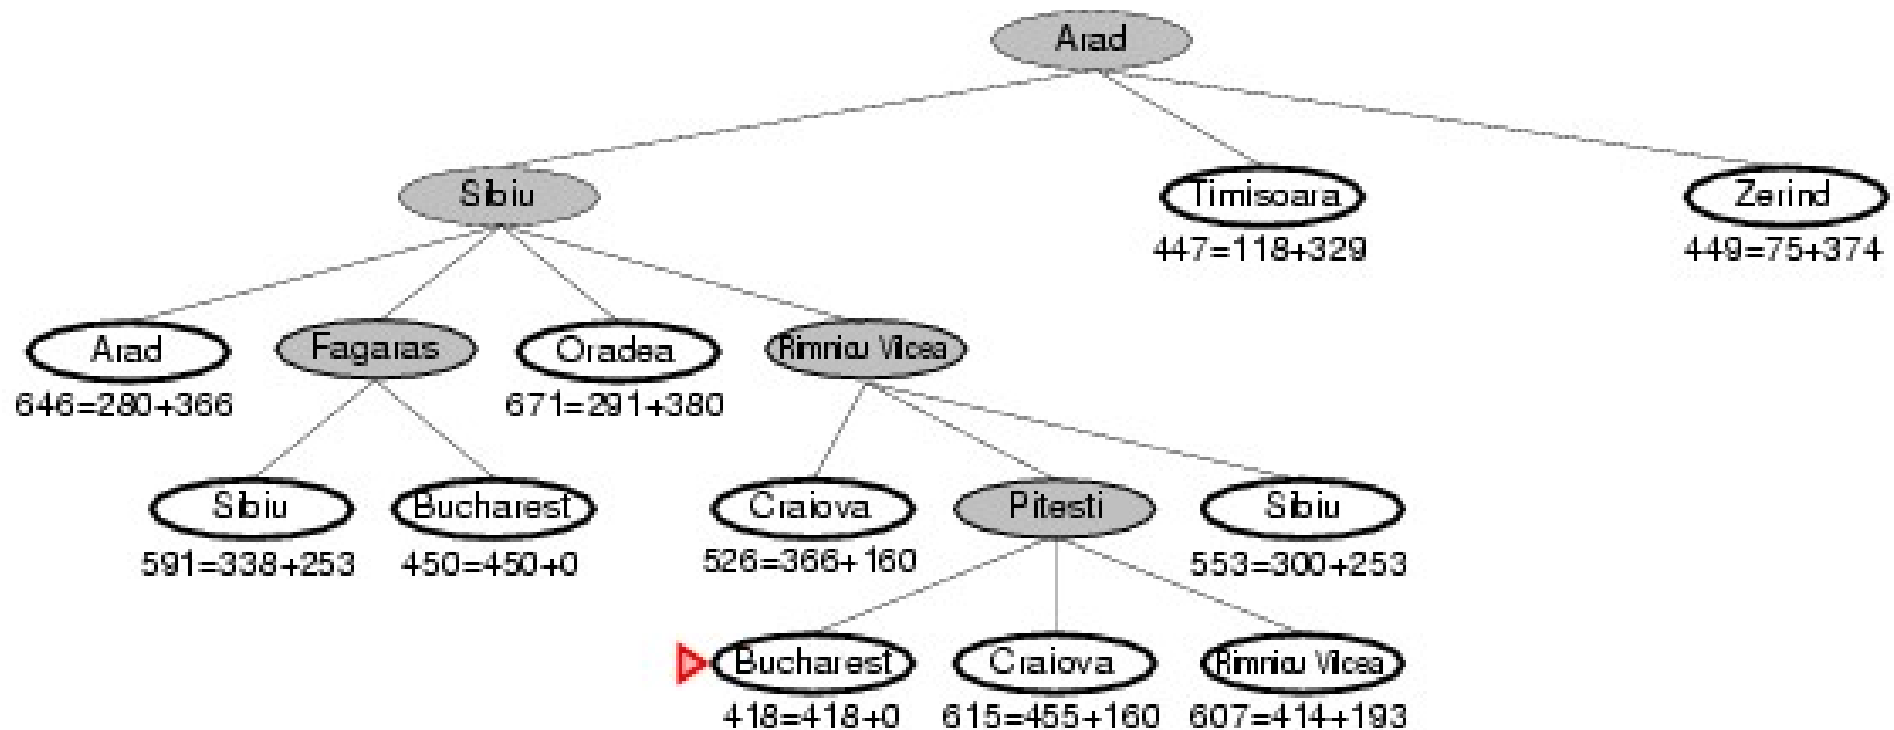 Arad
Sibiu
Timisoara
Zerind
447=118+329
449=75+374
Arad
Fagaras
Oradea
Rimnicu Vilcea
646=280+366
671=291+380
Sibiu
Bucharest
Craiova
Pitesti
Sibiu
591=338+253
450=450+0
526=366+160
553=300+253
Bucharest
Craiova
Rimnicu Vilcea
418=418+0
615=455+160
607=414+193